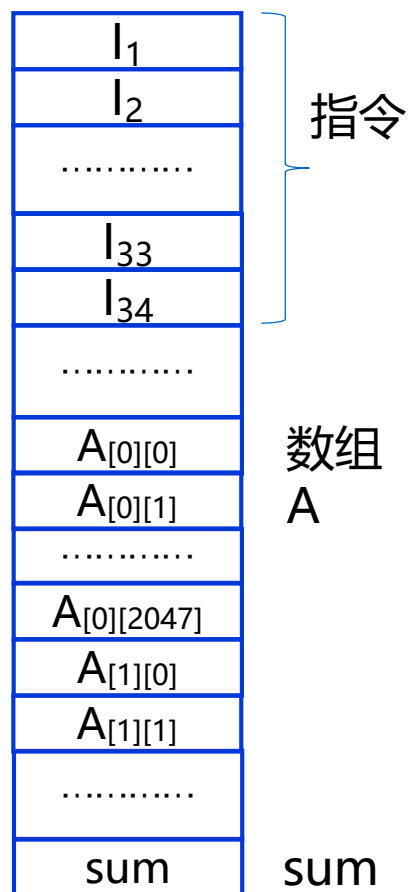 I1
I2
…………
I33
I34
指令
…………
A[0][0]
A[0][1]
数组
A
…………
A[0][2047]
A[1][0]
A[1][1]
…………
sum
sum